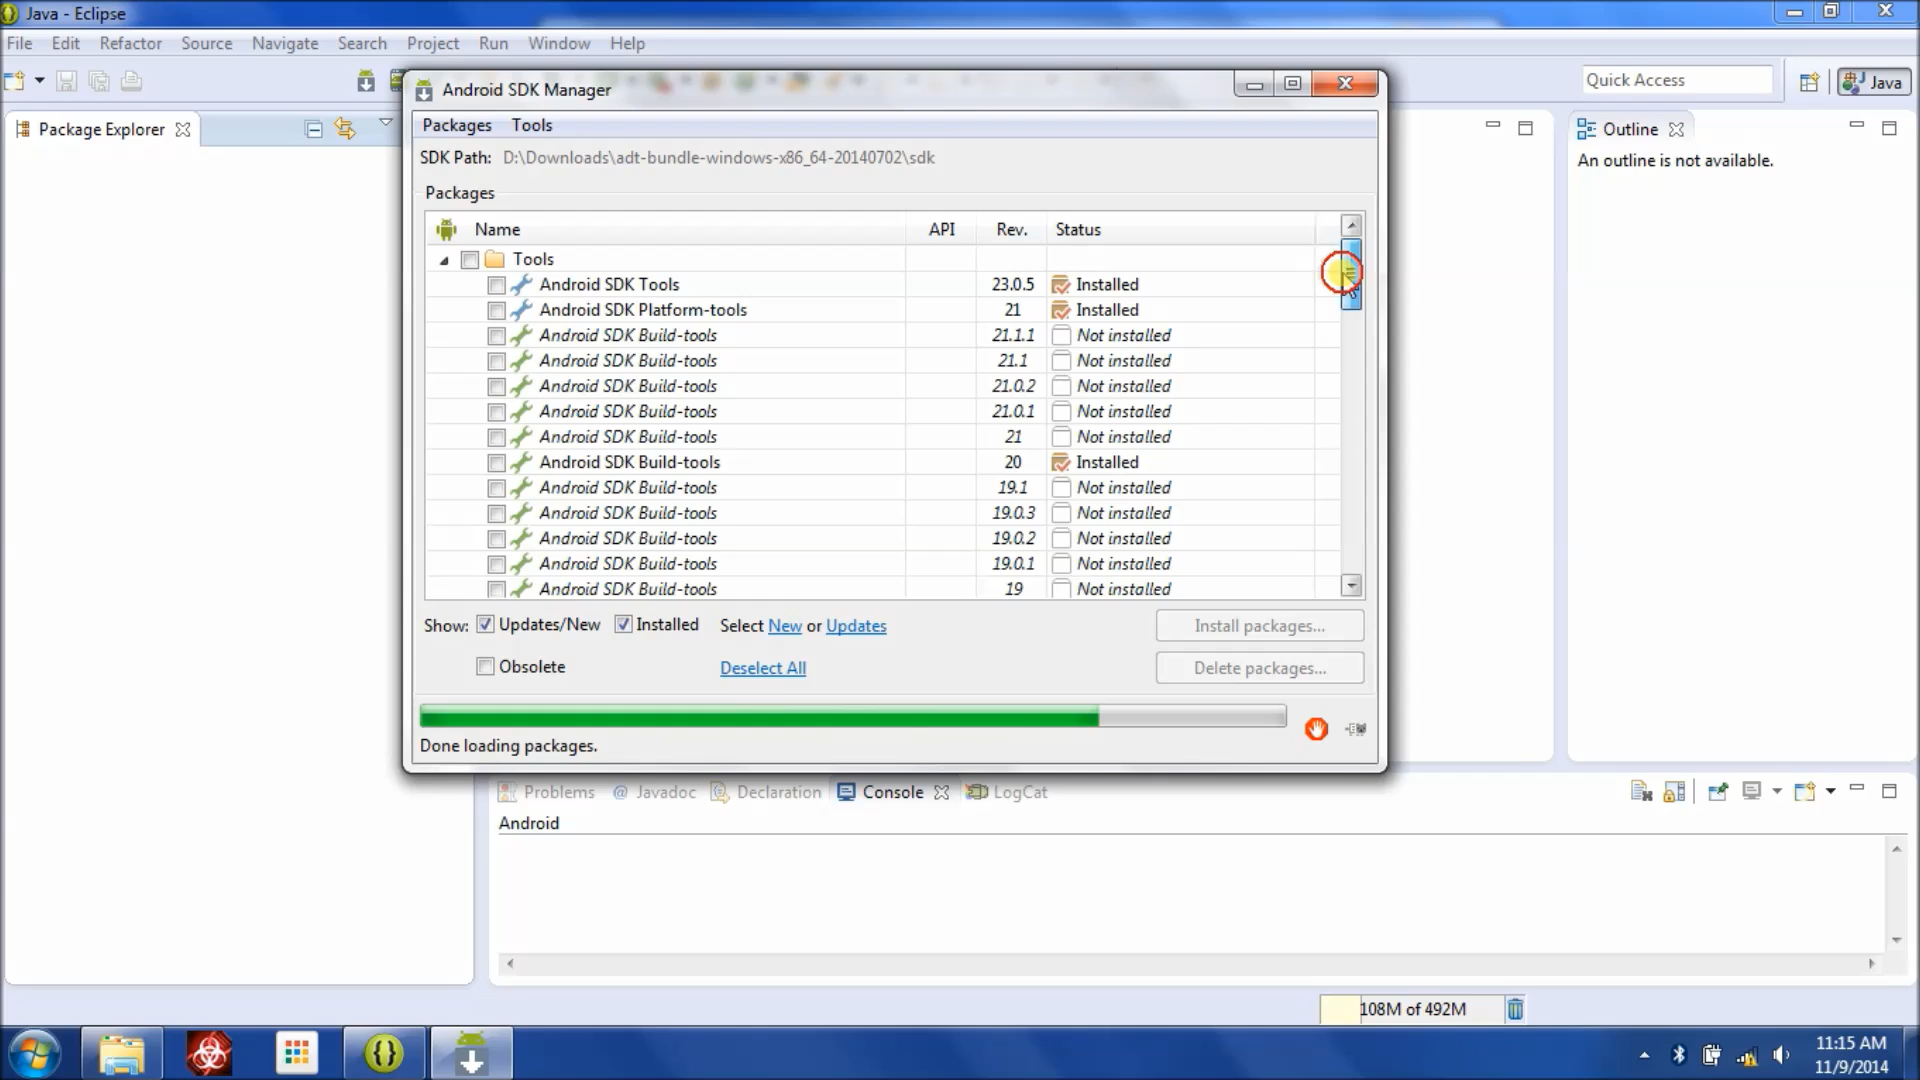 Java - Eclipse
File Edit Refactor Source Navigate Search Project Run Window Help
Quick Access
Java
Package Explorer
Outline
An outline is not available.
Android SDK Manager
Packages Tools
SDK Path: D:\Downloads\adt-bundle-windows-x86_64-20140702\sdk
Packages
Name API Rev. Status
Tools
Android SDK Tools 23.0.5 Installed
Android SDK Platform-tools 21 Installed
Android SDK Build-tools 21.1.1 Not installed
Android SDK Build-tools 21.1 Not installed
Android SDK Build-tools 21.0.2 Not installed
Android SDK Build-tools 21.0.1 Not installed
Android SDK Build-tools 21 Not installed
Android SDK Build-tools 20 Installed
Android SDK Build-tools 19.1 Not installed
Android SDK Build-tools 19.0.3 Not installed
Android SDK Build-tools 19.0.2 Not installed
Android SDK Build-tools 19.0.1 Not installed
Android SDK Build-tools 19 Not installed
Show: Updates/New Installed Select New or Updates Install packages...
Obsolete Deselect All Delete packages...
Done loading packages.
Problems @ Javadoc Declaration Console LogCat
Android
108M of 492M
11:15 AM
11/9/2014